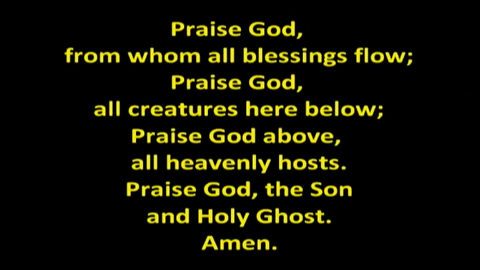 Praise God,
from whom all blessings flow;
Praise God,
all creatures here below;
Praise God above,
all heavenly hosts.
Praise God, the Son
and Holy Ghost.
Amen.